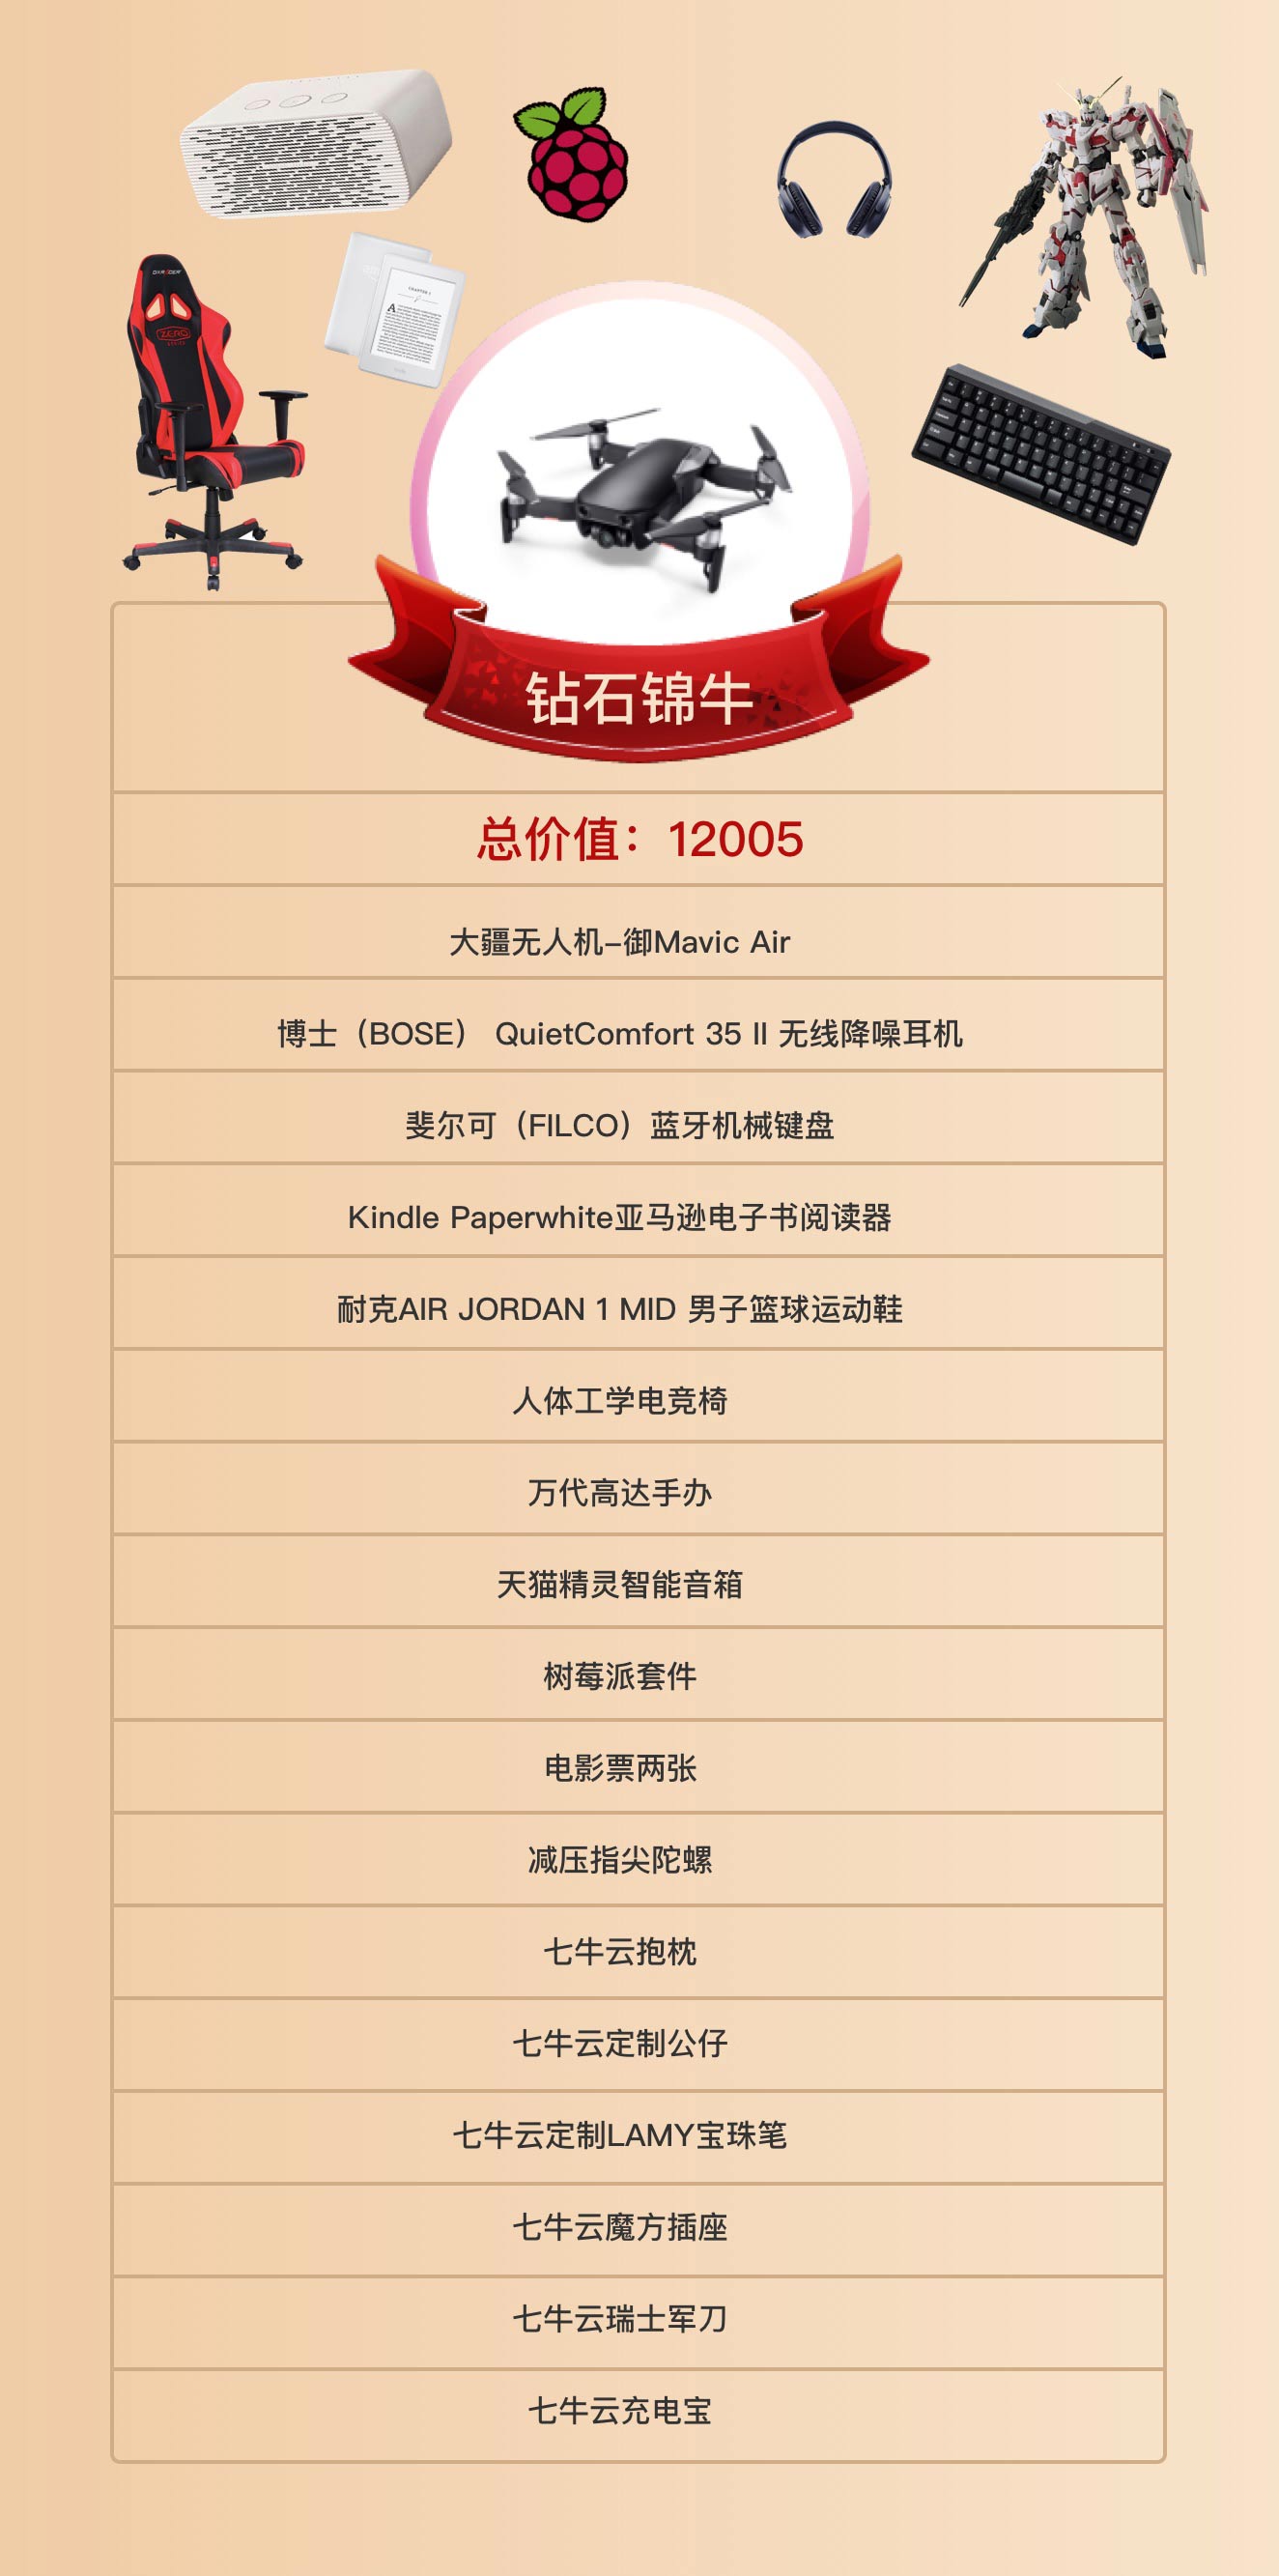 钻石锦牛
总价值：12005
大疆无人机–御Mavic Air
博士（BOSE） QuietComfort 35 II 无线降噪耳机
斐尔可（FILCO）蓝牙机械键盘
Kindle Paperwhite亚马逊电子书阅读器
耐克AIR JORDAN 1 MID 男子篮球运动鞋
人体工学电竞椅
万代高达手办
天猫精灵智能音箱
树莓派套件
电影票两张
减压指尖陀螺
七牛云抱枕
七牛云定制公仔
七牛云定制LAMY宝珠笔
七牛云魔方插座
七牛云瑞士军刀
七牛云充电宝